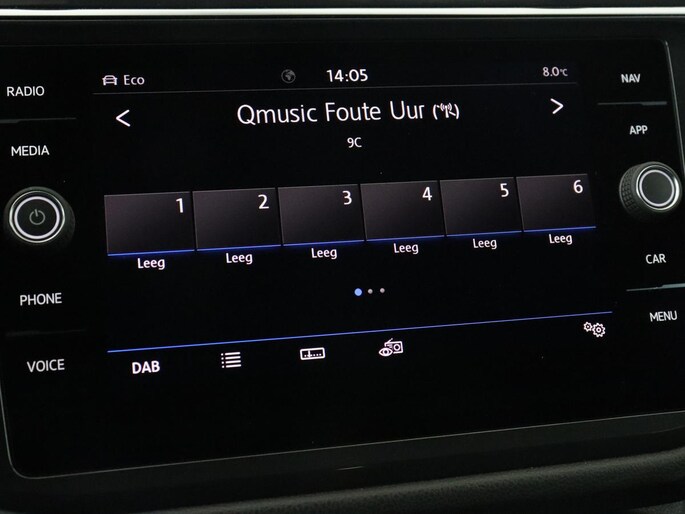 RADIO
MEDIA
PHONE
VOICE
Eco
14:05
8.0°C
Qmusic Foute Uur
9C
1 2 3 4 5 6
Leeg Leeg Leeg Leeg Leeg Leeg
DAB
NAV
APP
CAR
MENU